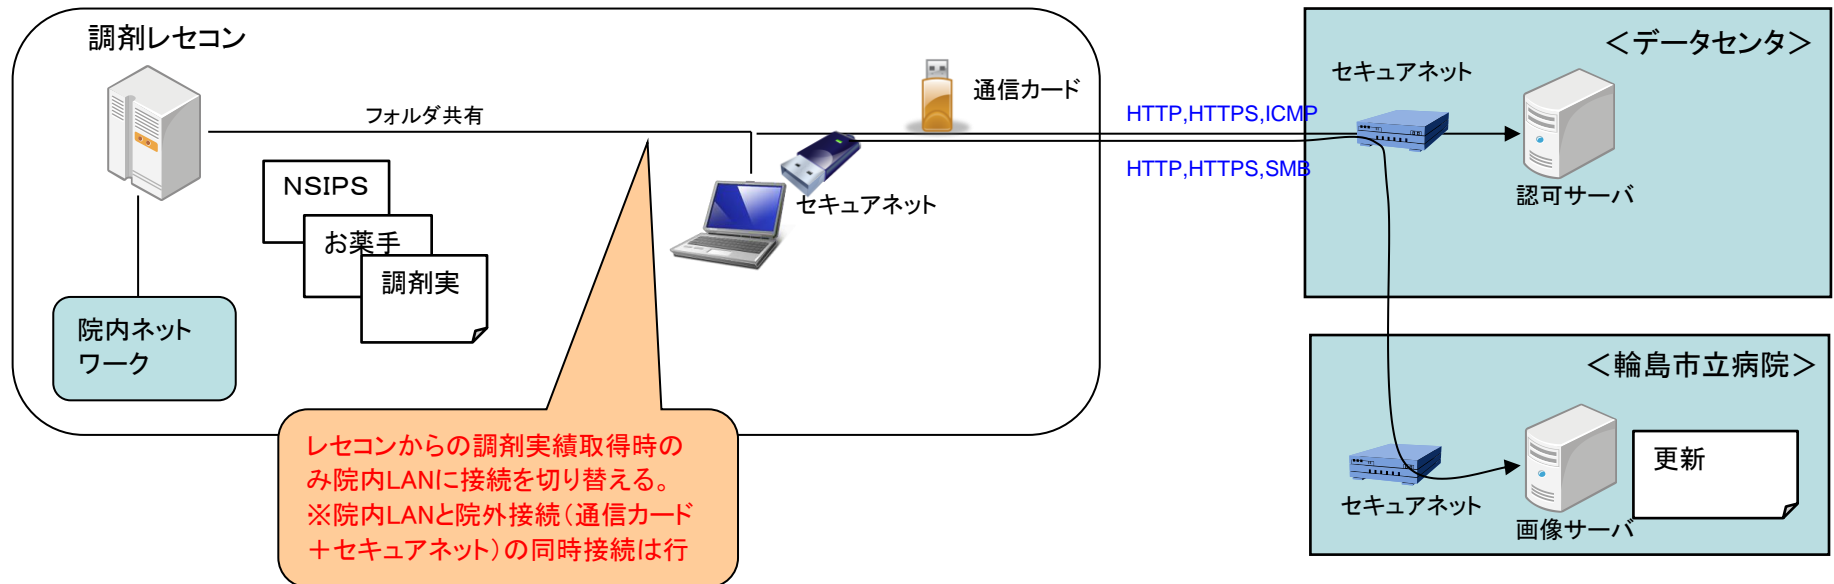 調剤レセコン
フォルダ共有
NSIPS
お薬手
調剤実
院内ネット
ワーク
通信カード
セキュアネット
HTTP,HTTPS,ICMP
HTTP,HTTPS,SMB
レセコンからの調剤実績取得時の
み院内LANに接続を切り替える。
※院内LANと院外接続(通信カード
+セキュアネット)の同時接続は行
<データセンタ>
セキュアネット
認可サーバ
<輪島市立病院>
セキュアネット
画像サーバ
更新